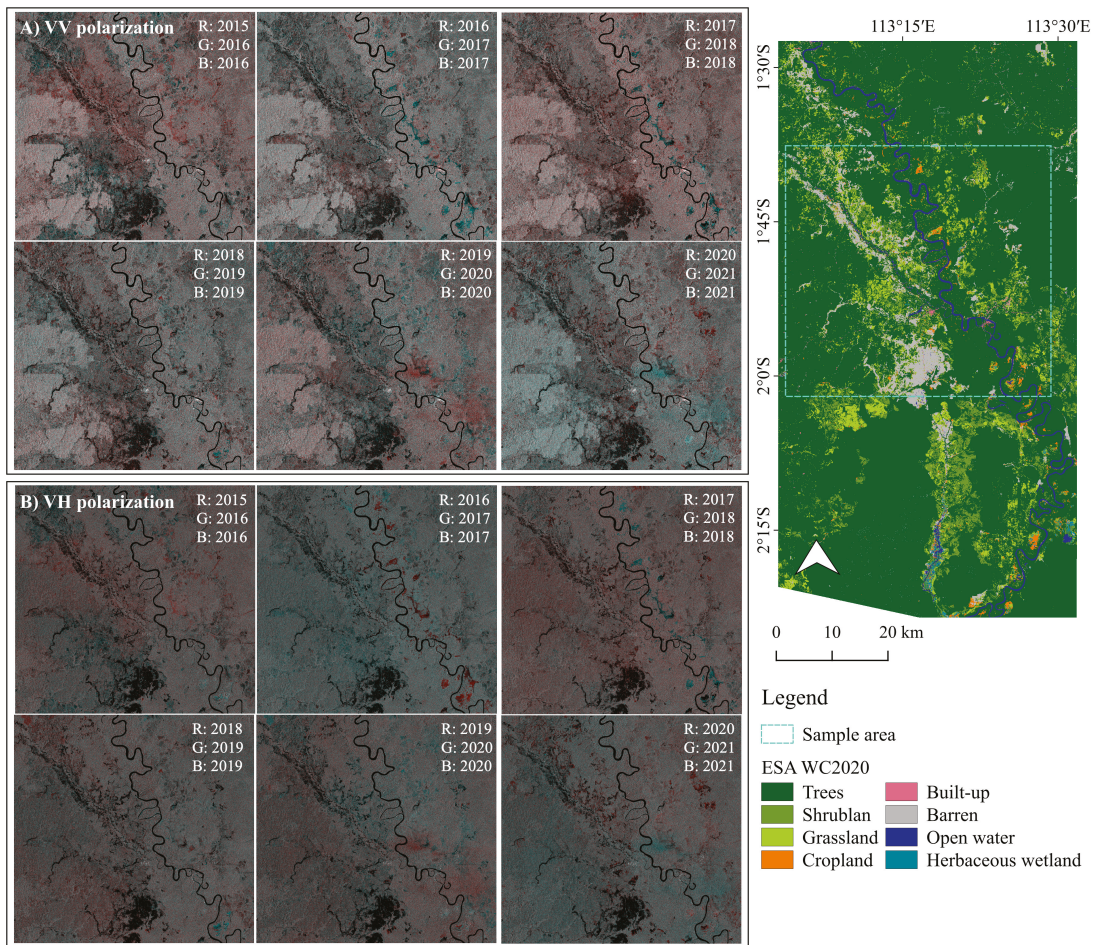 A) VV polarization
R: 2015
G: 2016
B: 2016
R: 2016
G: 2017
B: 2017
R: 2017
G: 2018
B: 2018
R: 2018
G: 2019
B: 2019
R: 2019
G: 2020
B: 2020
R: 2020
G: 2021
B: 2021
B) VH polarization
R: 2015
G: 2016
B: 2016
R: 2016
G: 2017
B: 2017
R: 2017
G: 2018
B: 2018
R: 2018
G: 2019
B: 2019
R: 2019
G: 2020
B: 2020
R: 2020
G: 2021
B: 2021
113°15′E 113°30′E
1°30′S
1°45′S
2°0′S
2°15′S
0 10 20 km
Legend
Sample area
ESA WC2020
Trees
Shrublan
Grassland
Cropland
Built-up
Barren
Open water
Herbaceous wetland